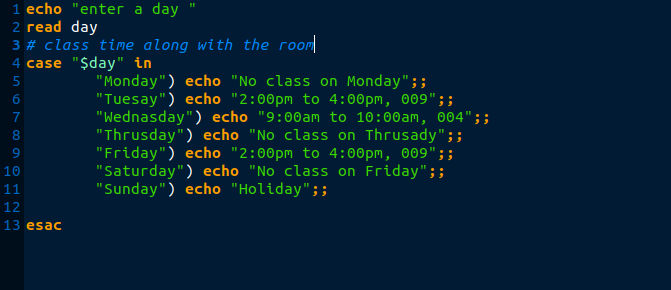 1 echo "enter a day "
2 read day
3 # class time along with the room
4 case "$day" in
5 "Monday") echo "No class on Monday";;
6 "Tuesay") echo "2:00pm to 4:00pm, 009";;
7 "Wednasday") echo "9:00am to 10:00am, 004";;
8 "Thrusday") echo "No class on Thrusady";;
9 "Friday") echo "2:00pm to 4:00pm, 009";;
10 "Saturday") echo "No class on Friday";;
11 "Sunday") echo "Holiday";;
12
13 esac